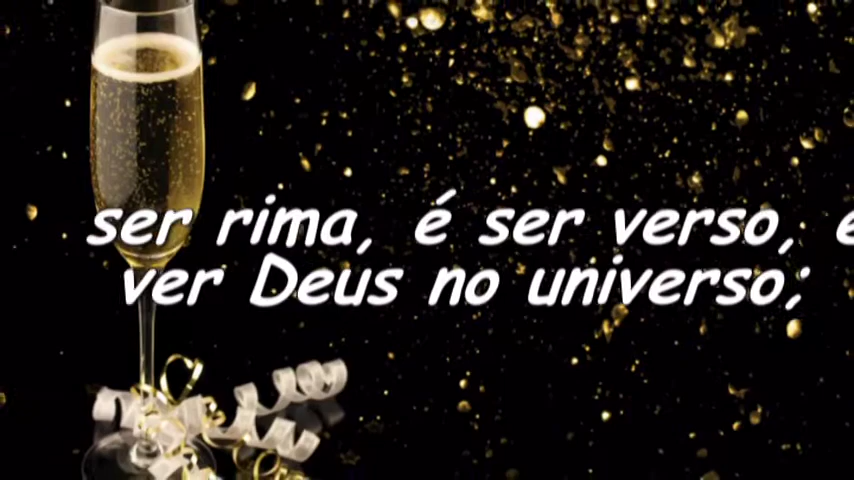 ser rima, é ser verso, é
ver Deus no universo;